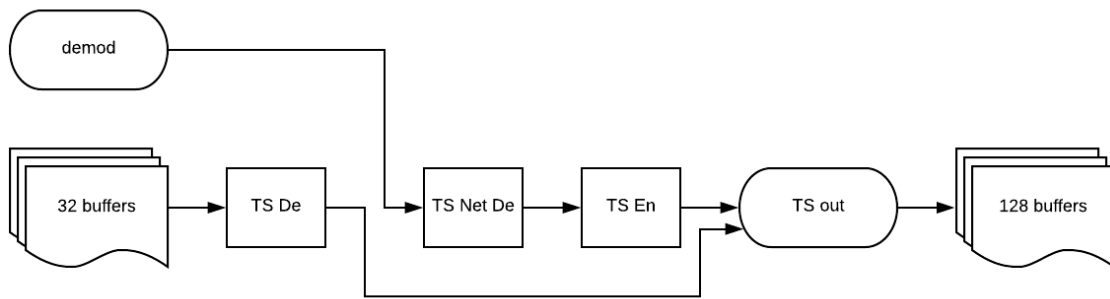 demod
32 buffers
TS De
TS Net De
TS En
TS out
128 buffers